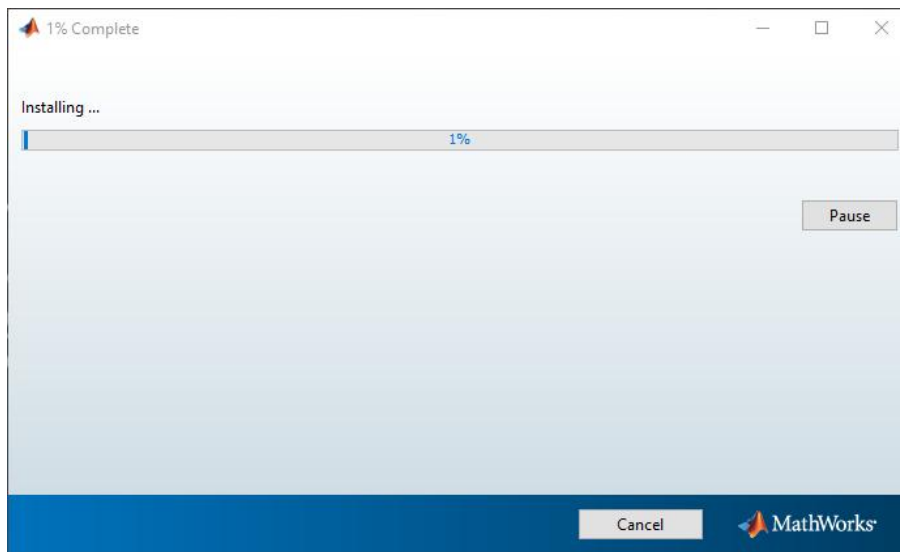 1% Complete
Installing ...
1%
Pause
Cancel
MathWorks®